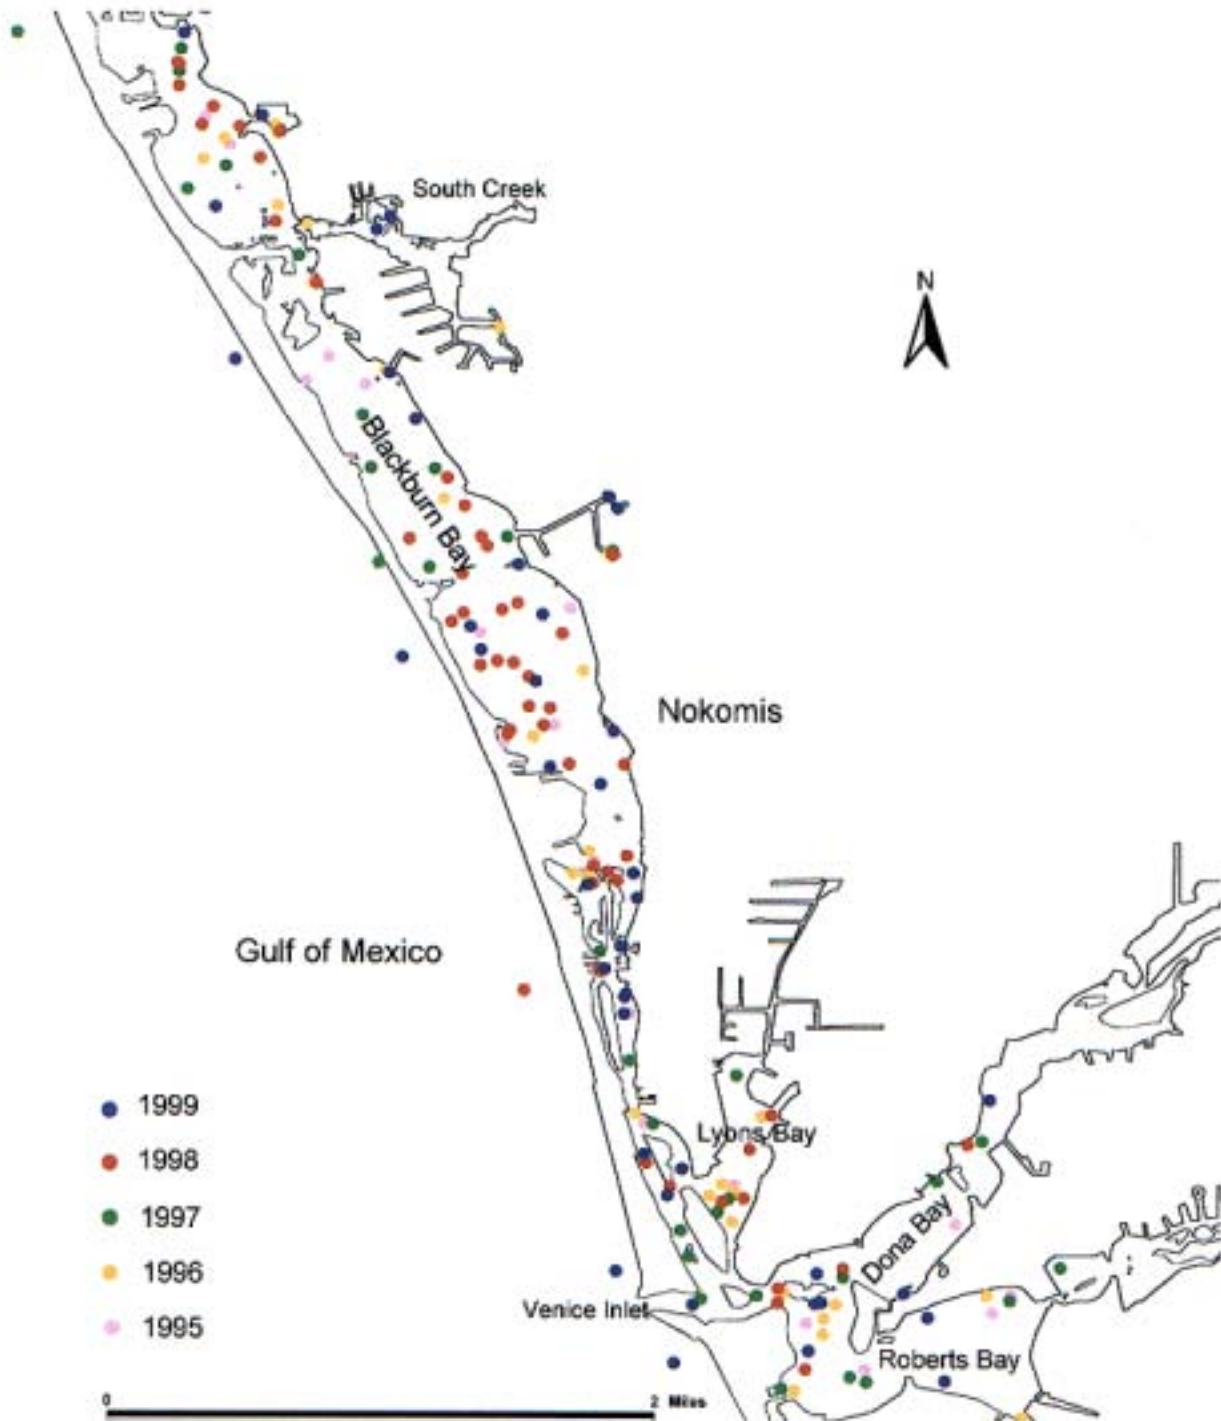 South Creek
N
Blackburn Bay
Nokomis
Gulf of Mexico
1999
1998
1997
1996
1995
Lyons Bay
Dona Bay
Venice Inlet
Roberts Bay
0
2 Miles